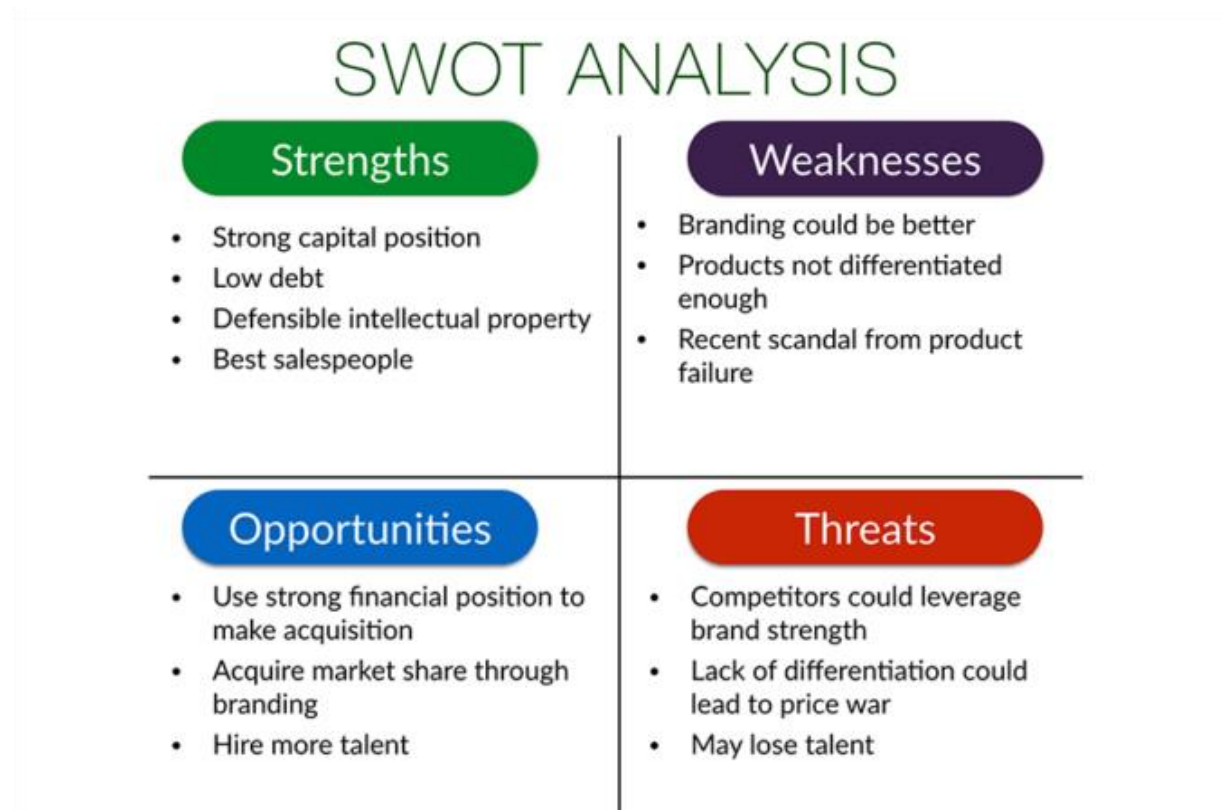 SWOT ANALYSIS
Strengths
• Strong capital position
• Low debt
• Defensible intellectual property
• Best salespeople
Weaknesses
• Branding could be better
• Products not differentiated
enough
• Recent scandal from product
failure
Opportunities
• Use strong financial position to
make acquisition
• Acquire market share through
branding
• Hire more talent
Threats
• Competitors could leverage
brand strength
• Lack of differentiation could
lead to price war
• May lose talent